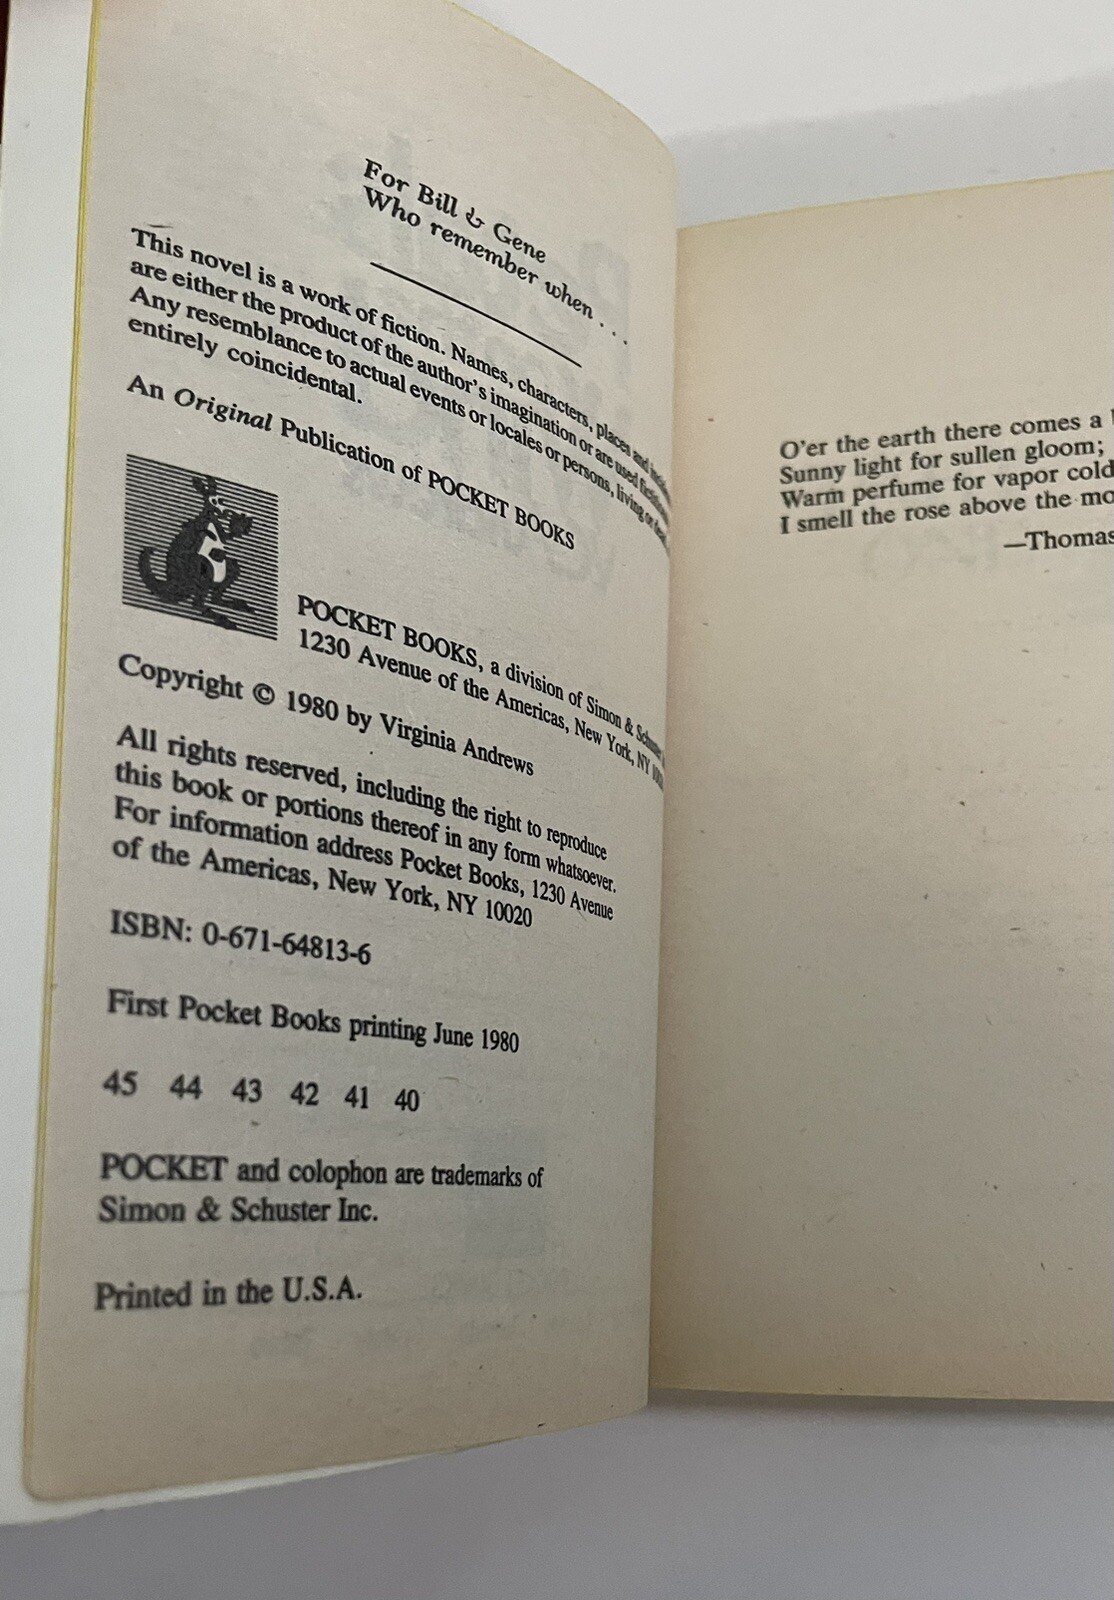 For Bill & Gene
Who remember when . . .
This novel is a work of fiction. Names, characters, places and
are either the product of the author's imagination or are used
Any resemblance to actual events or locales or persons, living or
entirely coincidental.
An Original Publication of POCKET BOOKS
POCKET BOOKS, a division of Simon & Schuster
1230 Avenue of the Americas, New York, NY
Copyright © 1980 by Virginia Andrews
All rights reserved, including the right to reproduce
this book or portions thereof in any form whatsoever.
For information address Pocket Books, 1230 Avenue
of the Americas, New York, NY 10020
ISBN: 0-671-64813-6
First Pocket Books printing June 1980
45 44 43 42 41 40
POCKET and colophon are trademarks of
Simon & Schuster Inc.
Printed in the U.S.A.
O'er the earth there comes a
Sunny light for sullen gloom;
Warm perfume for vapor cold
I smell the rose above the
—Thomas